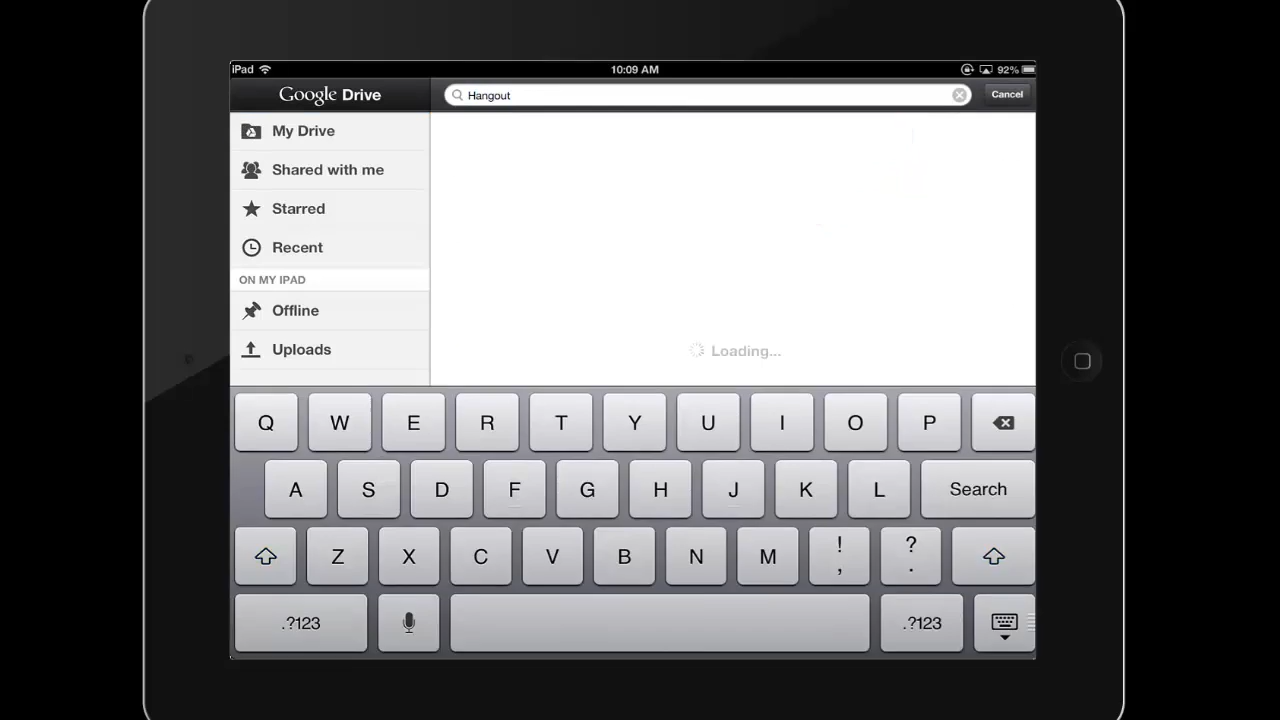 iPad 10:09 AM 92%
Google Drive Hangout Cancel
My Drive
Shared with me
Starred
Recent
ON MY IPAD
Offline
Uploads
Loading...
Q W E R T Y U I O P
A S D F G H J K L Search
Z X C V B N M ! , ? .
.?123 .?123